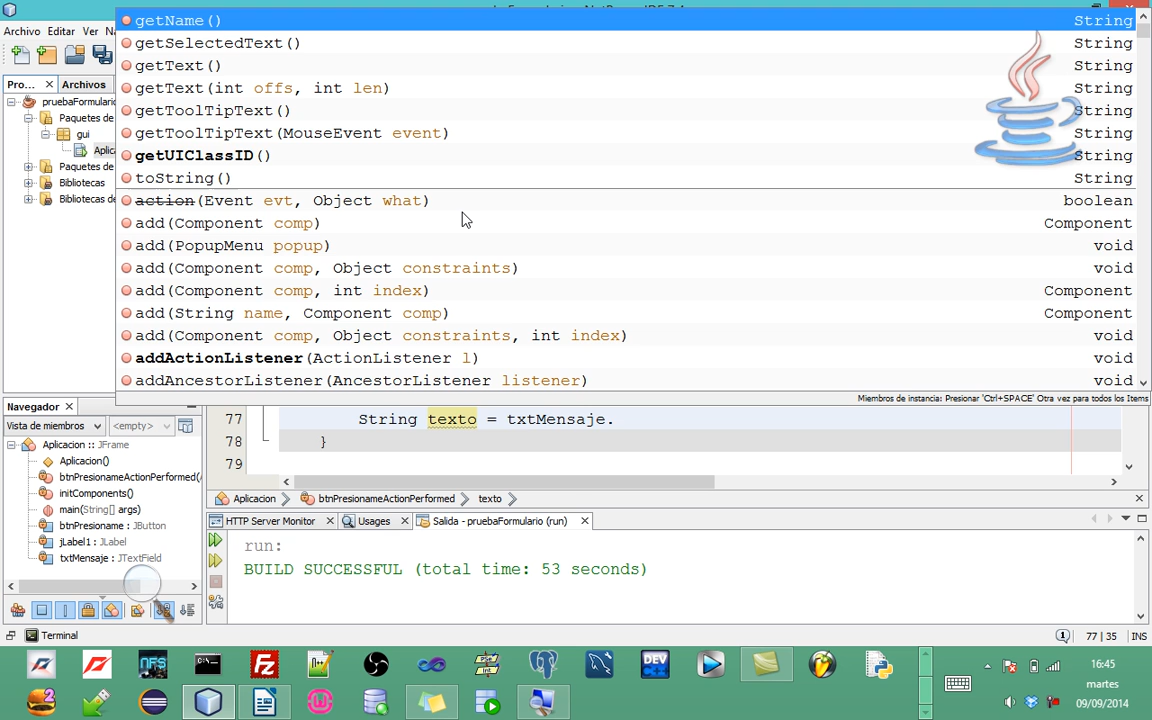 NetBeans IDE 7.4
Archivo Editar Ver
getName() String
getSelectedText() String
getText() String
getText(int offs, int len) String
getToolTipText() String
getToolTipText(MouseEvent event) String
getUIClassID() String
toString() String
action(Event evt, Object what) boolean
add(Component comp) Component
add(PopupMenu popup) void
add(Component comp, Object constraints) void
add(Component comp, int index) Component
add(String name, Component comp) Component
add(Component comp, Object constraints, int index) void
addActionListener(ActionListener l) void
addAncestorListener(AncestorListener listener) void
Miembros de instancia: Presionar 'Ctrl+SPACE' Otra vez para todos los Items
Pro... Archivos
pruebaFormulario
Paquetes de
gui
Aplic
Paquetes de
Bibliotecas
Bibliotecas de
77 String texto = txtMensaje.
78 }
79
Navegador
Vista de miembros <empty>
Aplicacion :: JFrame
Aplicacion()
btnPresionameActionPerformed(
initComponents()
main(String[] args)
btnPresioname : JButton
jLabel1 : JLabel
txtMensaje : JTextField
Aplicacion btnPresionameActionPerformed texto
HTTP Server Monitor Usages Salida - pruebaFormulario (run)
run:
BUILD SUCCESSFUL (total time: 53 seconds)
Terminal
1 77 | 35 INS
16:45
martes
09/09/2014